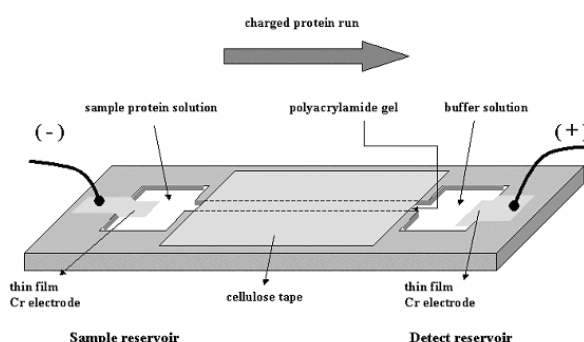 charged protein run
sample protein solution
polyacrylamide gel
buffer solution
(-)
(+)
thin film
Cr electrode
cellulose tape
thin film
Cr electrode
Sample reservoir
Detect reservoir